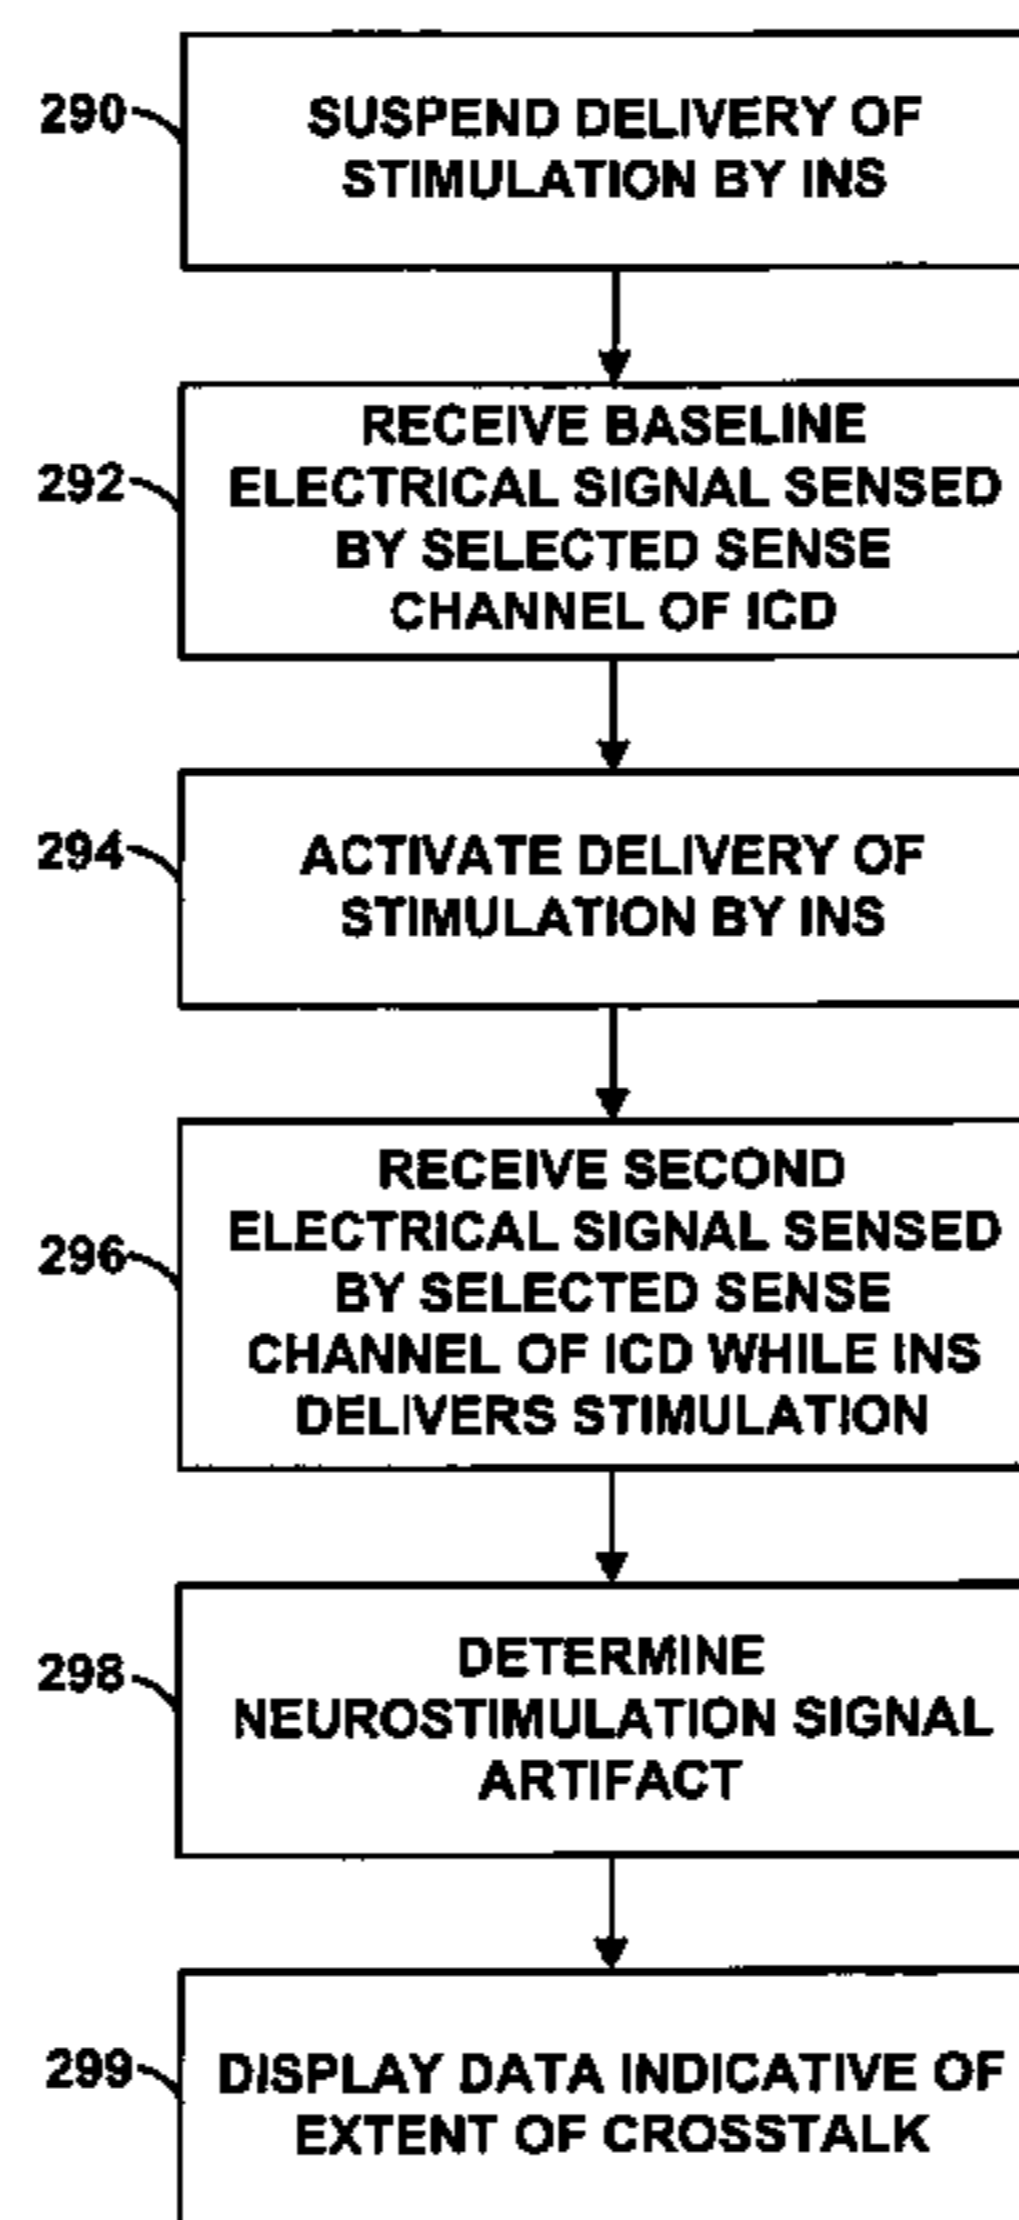 290
SUSPEND DELIVERY OF
STIMULATION BY INS
292
RECEIVE BASELINE
ELECTRICAL SIGNAL SENSED
BY SELECTED SENSE
CHANNEL OF ICD
294
ACTIVATE DELIVERY OF
STIMULATION BY INS
296
RECEIVE SECOND
ELECTRICAL SIGNAL SENSED
BY SELECTED SENSE
CHANNEL OF ICD WHILE INS
DELIVERS STIMULATION
298
DETERMINE
NEUROSTIMULATION SIGNAL
ARTIFACT
299
DISPLAY DATA INDICATIVE OF
EXTENT OF CROSSTALK